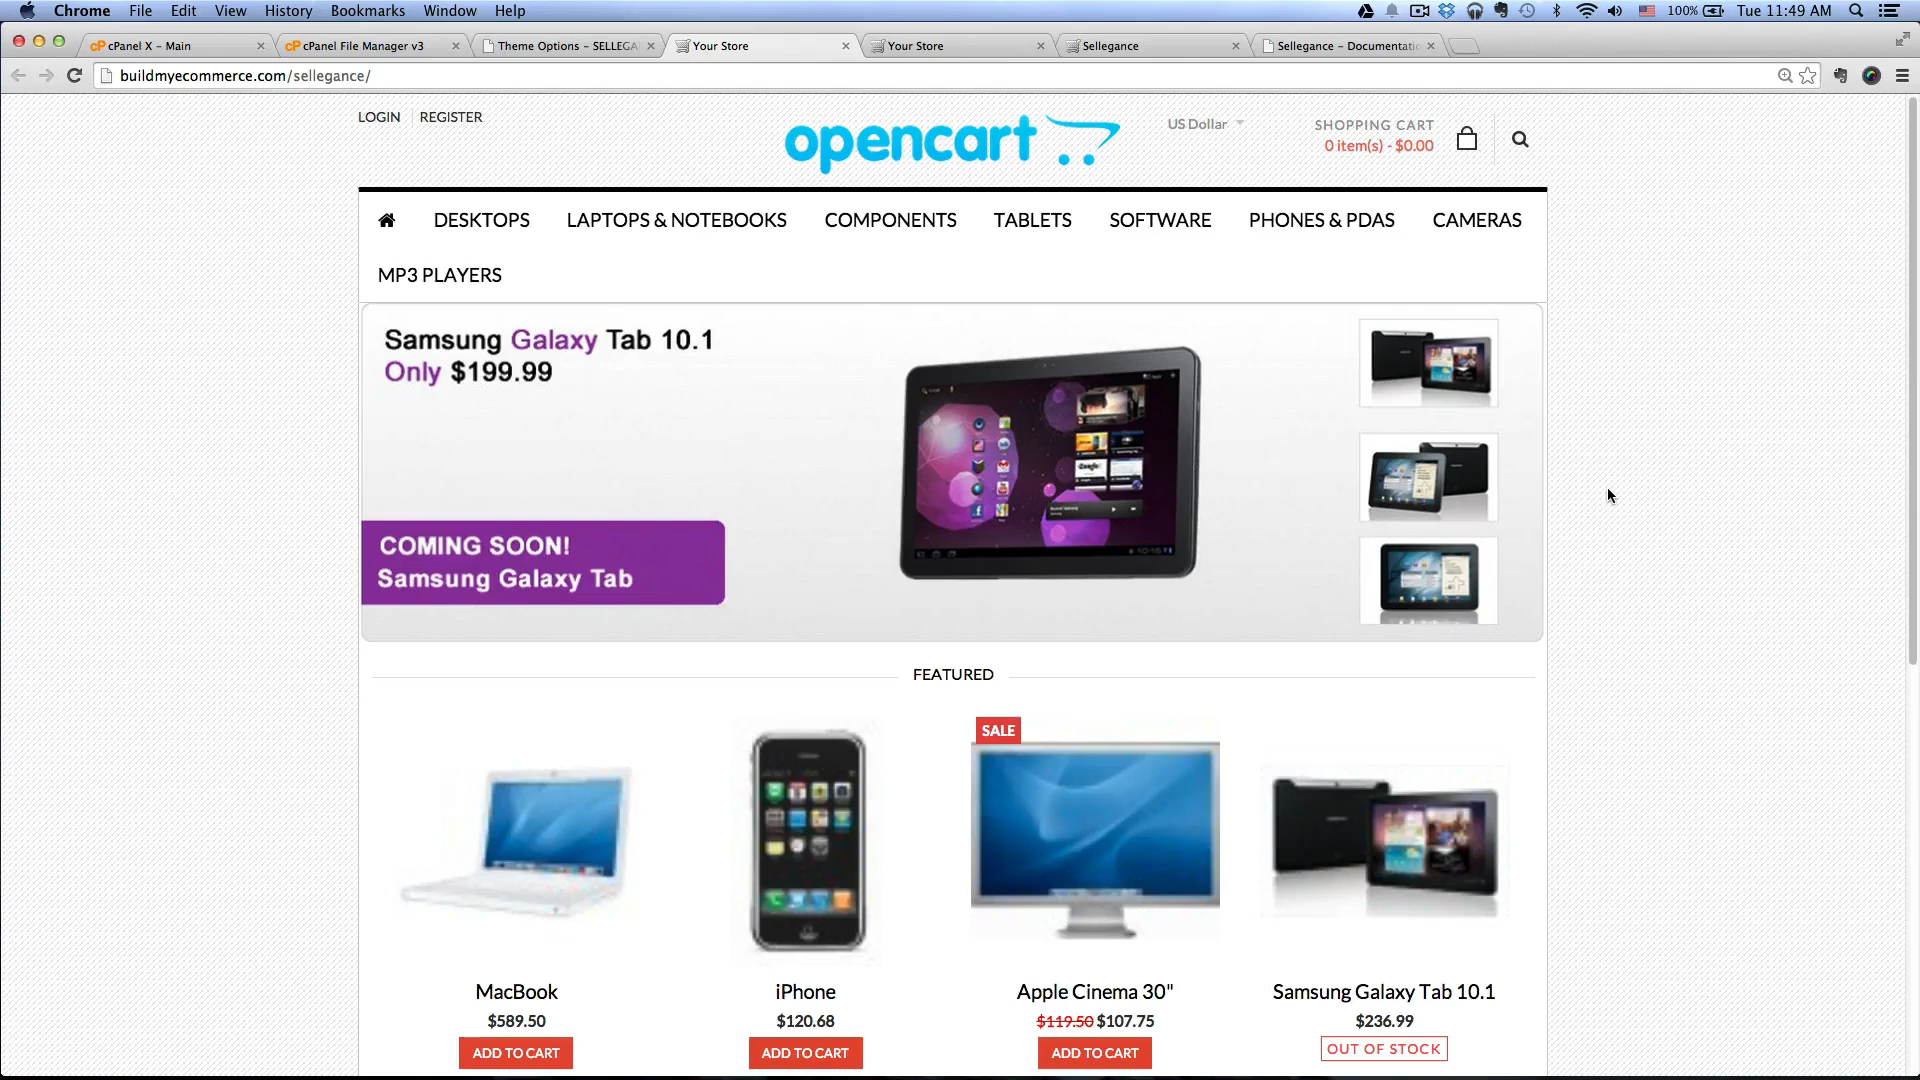 Chrome File Edit View History Bookmarks Window Help 100% Tue 11:49 AM
cPanel X - Main
cPanel File Manager v3
Theme Options - SELLEGA
Your Store
Your Store
Sellegance
Sellegance - Documentatio
buildmyecommerce.com/sellegance/
LOGIN REGISTER
opencart
US Dollar
SHOPPING CART
0 item(s) - $0.00
DESKTOPS LAPTOPS & NOTEBOOKS COMPONENTS TABLETS SOFTWARE PHONES & PDAS CAMERAS
MP3 PLAYERS
Samsung Galaxy Tab 10.1
Only $199.99
COMING SOON!
Samsung Galaxy Tab
FEATURED
SALE
MacBook
$589.50
ADD TO CART
iPhone
$120.68
ADD TO CART
Apple Cinema 30"
$119.50 $107.75
ADD TO CART
Samsung Galaxy Tab 10.1
$236.99
OUT OF STOCK